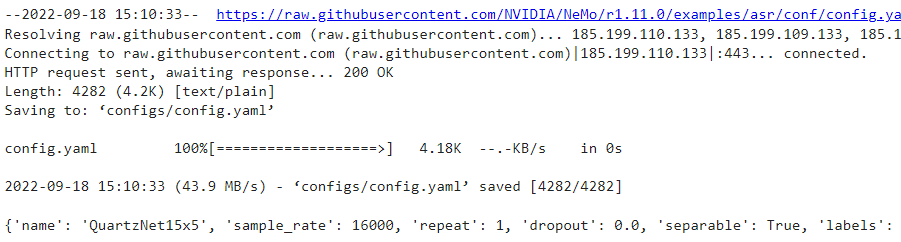 --2022-09-18 15:10:33-- https://raw.githubusercontent.com/NVIDIA/NeMo/r1.11.0/examples/asr/conf/config.ya
Resolving raw.githubusercontent.com (raw.githubusercontent.com)... 185.199.110.133, 185.199.109.133, 185.1
Connecting to raw.githubusercontent.com (raw.githubusercontent.com)|185.199.110.133|:443... connected.
HTTP request sent, awaiting response... 200 OK
Length: 4282 (4.2K) [text/plain]
Saving to: ‘configs/config.yaml’
config.yaml 100%[===================>] 4.18K --.-KB/s in 0s
2022-09-18 15:10:33 (43.9 MB/s) - ‘configs/config.yaml’ saved [4282/4282]
{'name': 'QuartzNet15x5', 'sample_rate': 16000, 'repeat': 1, 'dropout': 0.0, 'separable': True, 'labels':